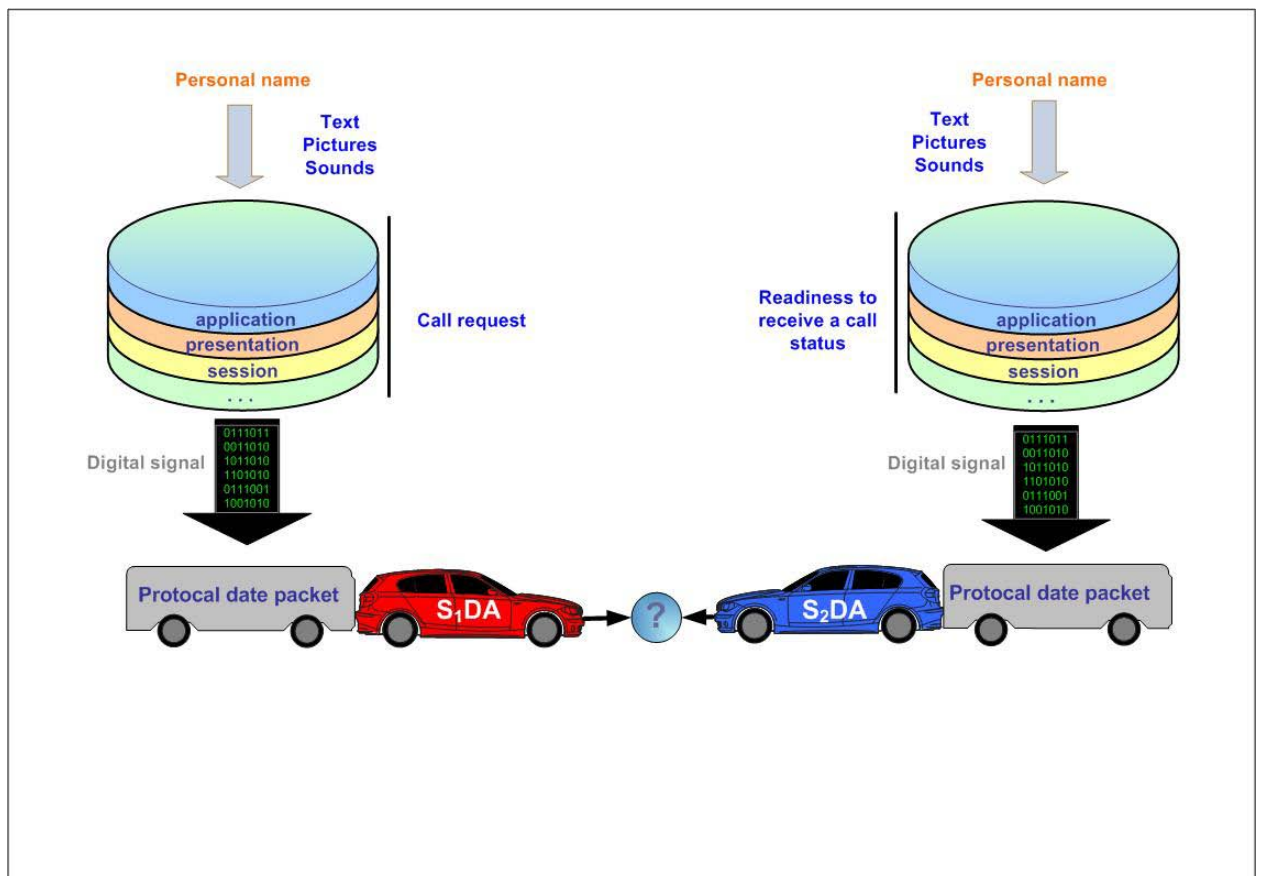 Personal name
Text
Pictures
Sounds
application
presentation
session
. . .
Call request
Digital signal
0111011
0011010
1011010
1101010
0111001
1001010
Protocal date packet
S₁DA
?
Personal name
Text
Pictures
Sounds
Readiness to
receive a call
status
application
presentation
session
. . .
Digital signal
0111011
0011010
1011010
1101010
0111001
1001010
S₂DA
Protocal date packet